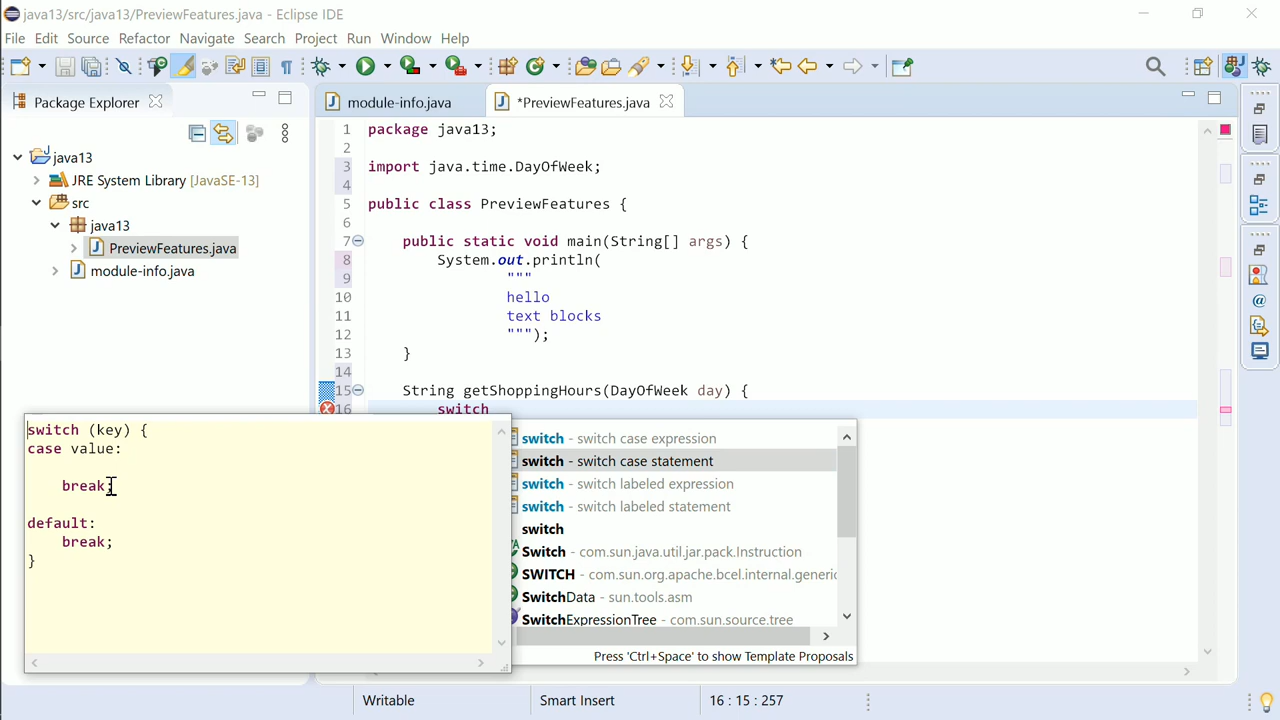 java13/src/java13/PreviewFeatures.java - Eclipse IDE
File Edit Source Refactor Navigate Search Project Run Window Help
Package Explorer
module-info.java
*PreviewFeatures.java
java13
JRE System Library [JavaSE-13]
src
java13
PreviewFeatures.java
module-info.java
1 package java13;
2
3 import java.time.DayOfWeek;
4
5 public class PreviewFeatures {
6
7 public static void main(String[] args) {
8 System.out.println(
9 """
10 hello
11 text blocks
12 """);
13 }
14
15 String getShoppingHours(DayOfWeek day) {
16 switch
switch (key) {
case value:
break;
default:
break;
}
switch - switch case expression
switch - switch case statement
switch - switch labeled expression
switch - switch labeled statement
switch
Switch - com.sun.java.util.jar.pack.Instruction
SWITCH - com.sun.org.apache.bcel.internal.generic
SwitchData - sun.tools.asm
SwitchExpressionTree - com.sun.source.tree
Press 'Ctrl+Space' to show Template Proposals
Writable
Smart Insert
16 : 15 : 257